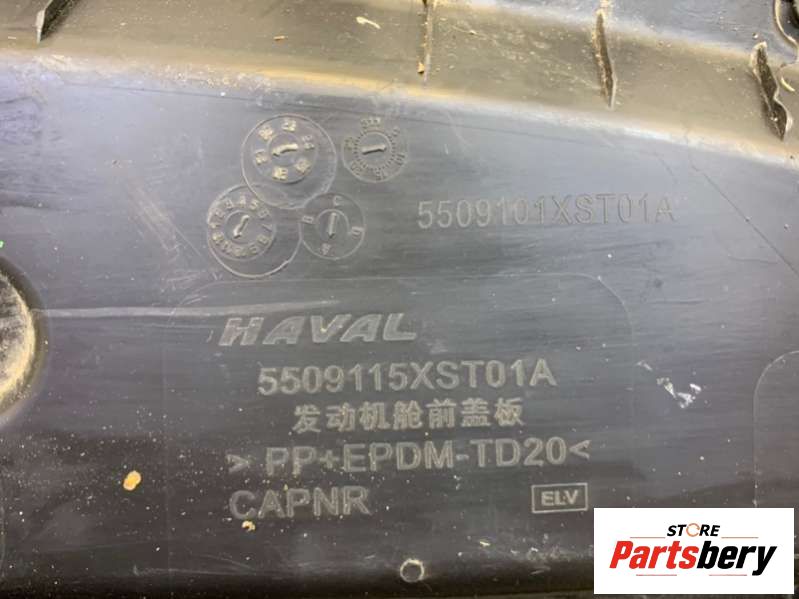 5509101XST01A
HAVAL
5509115XST01A
发动机舱前盖板
>PP+EPDM-TD20<
CAPNR
ELV
STORE
Partsbery